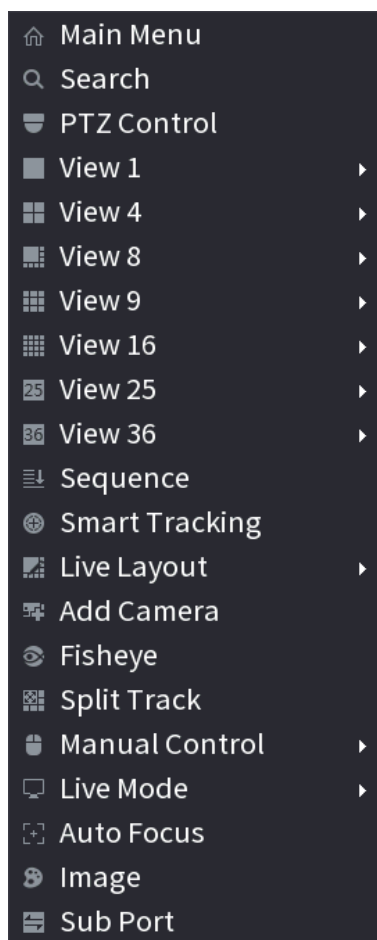 Main Menu
Search
PTZ Control
View 1
View 4
View 8
View 9
View 16
25 View 25
36 View 36
Sequence
Smart Tracking
Live Layout
Add Camera
Fisheye
Split Track
Manual Control
Live Mode
Auto Focus
Image
Sub Port